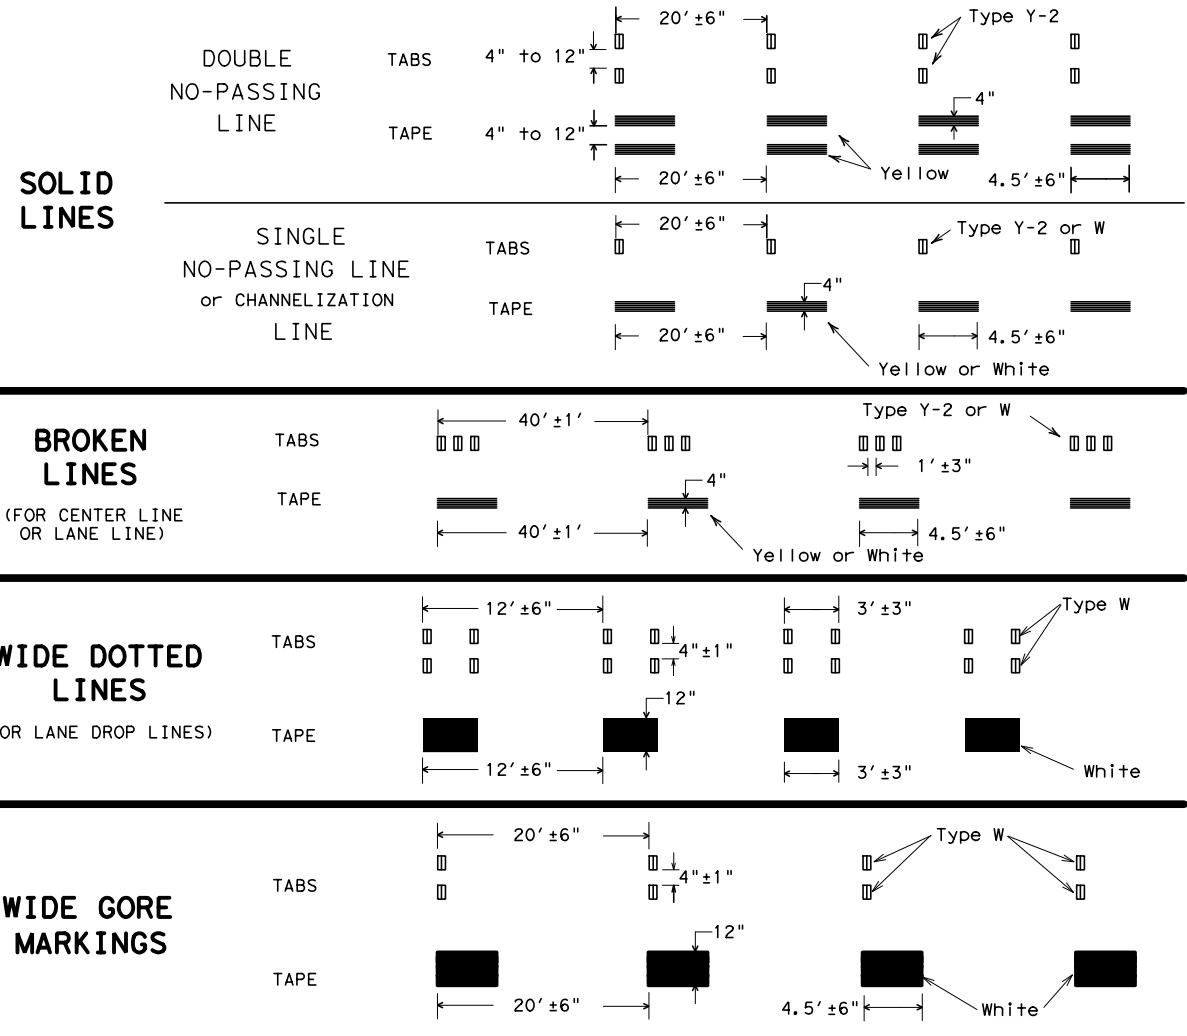 SOLID
LINES
DOUBLE
NO-PASSING
LINE
TABS
20'±6"
Type Y-2
4" to 12"
TAPE
4" to 12"
4"
Yellow
20'±6"
4.5'±6"
SINGLE
NO-PASSING LINE
or CHANNELIZATION
LINE
TABS
20'±6"
Type Y-2 or W
TAPE
4"
20'±6"
4.5'±6"
Yellow or White
BROKEN
LINES
(FOR CENTER LINE
OR LANE LINE)
TABS
40'±1'
Type Y-2 or W
1'±3"
TAPE
4"
40'±1'
4.5'±6"
Yellow or White
WIDE DOTTED
LINES
OR LANE DROP LINES)
TABS
12'±6"
3'±3"
Type W
4"±1"
TAPE
12"
12'±6"
3'±3"
White
WIDE GORE
MARKINGS
TABS
20'±6"
Type W
4"±1"
TAPE
12"
20'±6"
4.5'±6"
White